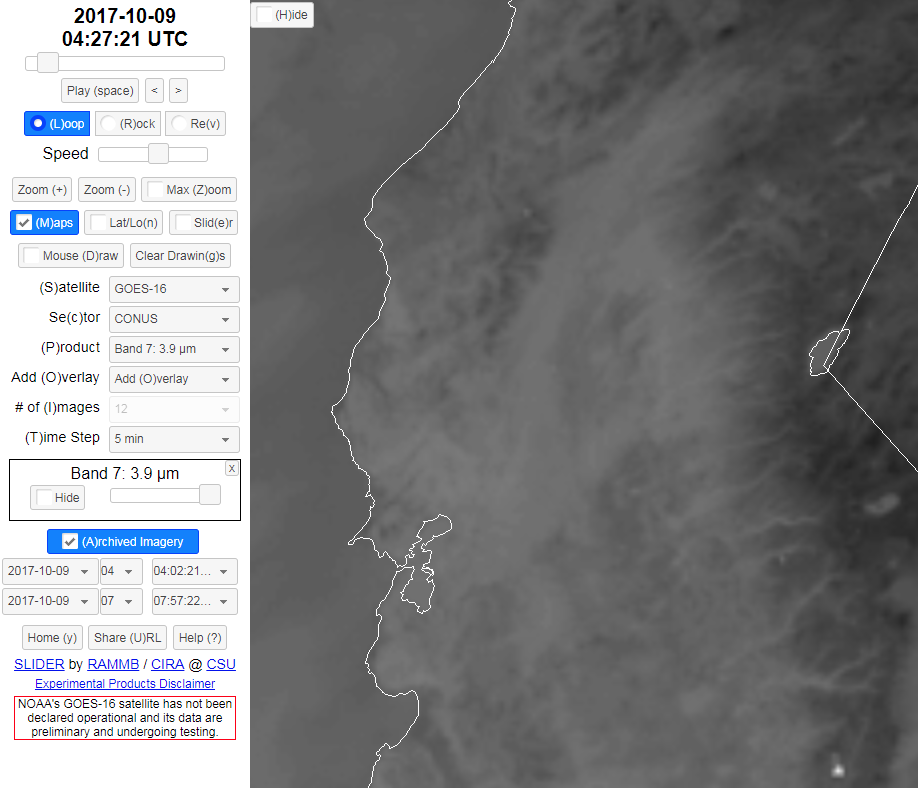 2017-10-09
04:27:21 UTC
Play (space) < >
(L)oop (R)ock Re(v)
Speed
Zoom (+) Zoom (-) Max (Z)oom
(M)aps Lat/Lo(n) Slid(e)r
Mouse (D)raw Clear Drawin(g)s
(S)atellite GOES-16
Se(c)tor CONUS
(P)roduct Band 7: 3.9 µm
Add (O)verlay Add (O)verlay
# of (I)mages 12
(T)ime Step 5 min
Band 7: 3.9 µm X
Hide
(A)rchived Imagery
2017-10-09 04 04:02:21...
2017-10-09 07 07:57:22...
Home (y) Share (U)RL Help (?)
SLIDER by RAMMB / CIRA @ CSU
Experimental Products Disclaimer
NOAA's GOES-16 satellite has not been
declared operational and its data are
preliminary and undergoing testing.
(H)ide